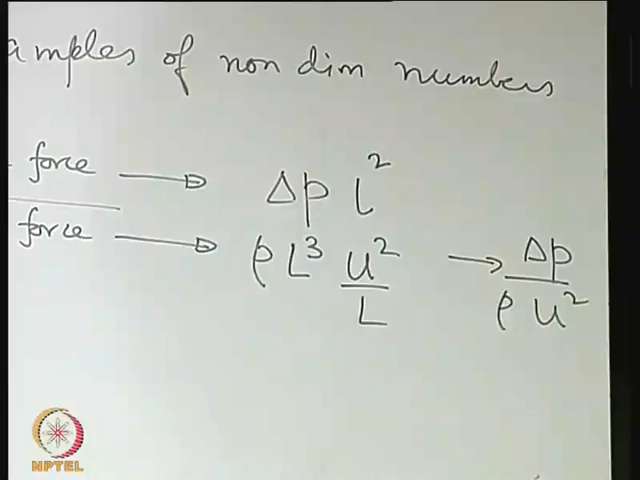 amples of non dim numbers
force → Δp l²
force → ρ L³ u²/L → Δp/ρ u²
NPTEL